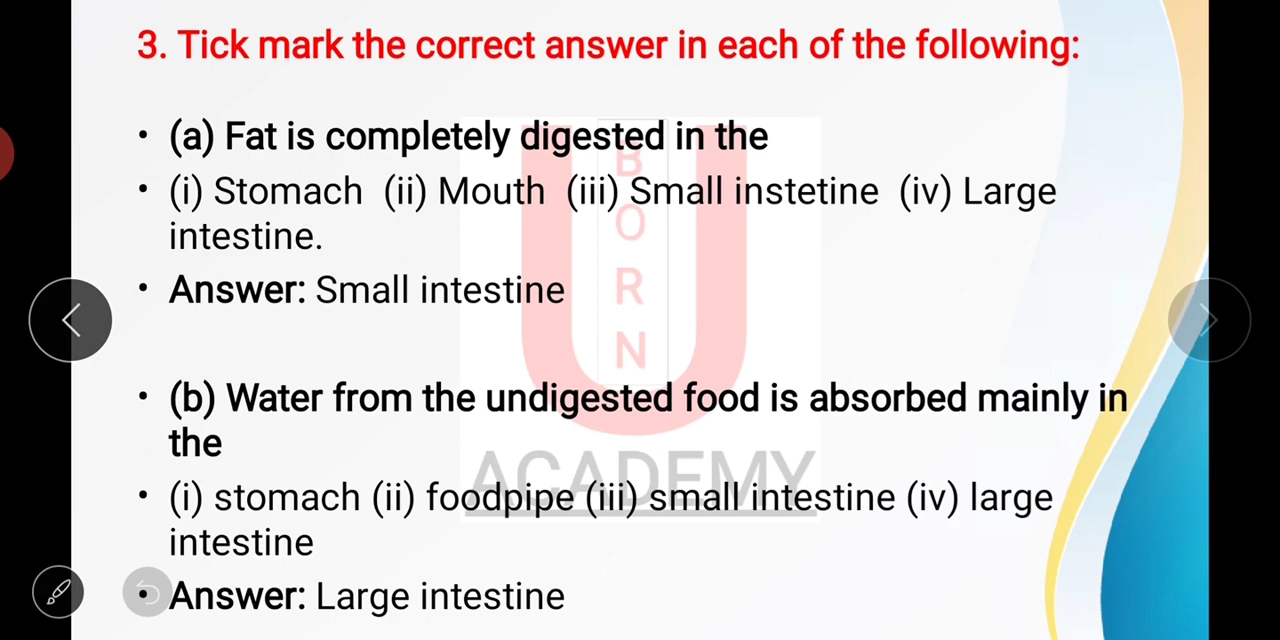 3. Tick mark the correct answer in each of the following:
• (a) Fat is completely digested in the
• (i) Stomach (ii) Mouth (iii) Small instetine (iv) Large
intestine.
• Answer: Small intestine
• (b) Water from the undigested food is absorbed mainly in
the
• (i) stomach (ii) foodpipe (iii) small intestine (iv) large
intestine
• Answer: Large intestine
U
BORN
ACADEMY